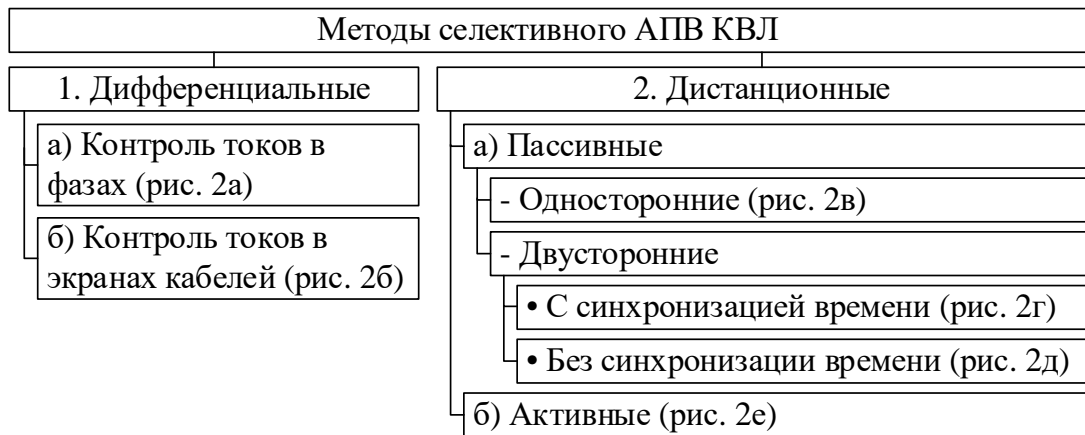 Методы селективного АПВ КВЛ
1. Дифференциальные
а) Контроль токов в
фазах (рис. 2а)
б) Контроль токов в
экранах кабелей (рис. 2б)
2. Дистанционные
а) Пассивные
- Односторонние (рис. 2в)
- Двусторонние
• С синхронизацией времени (рис. 2г)
• Без синхронизации времени (рис. 2д)
б) Активные (рис. 2е)